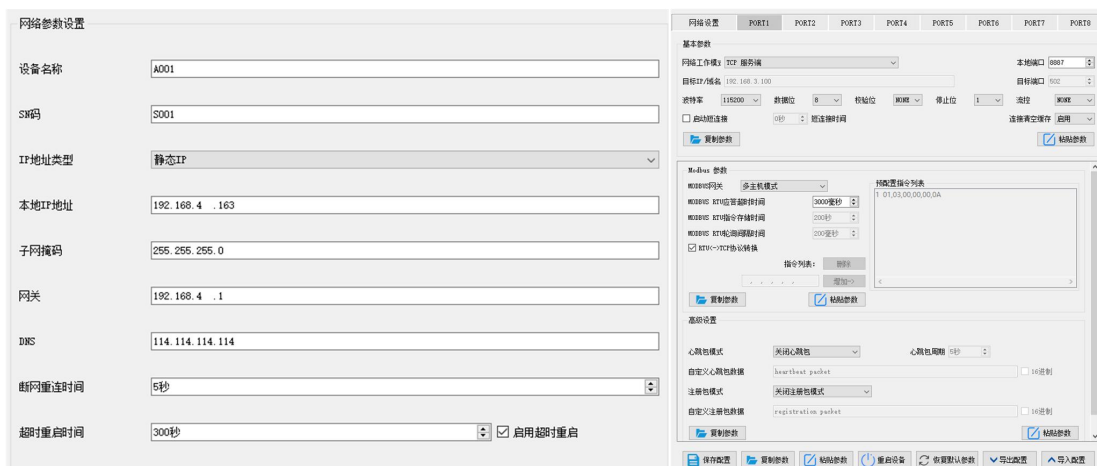 网络参数设置
设备名称 A001
SN码 S001
IP地址类型 静态IP
本地IP地址 192.168.4 .163
子网掩码 255.255.255.0
网关 192.168.4 .1
DNS 114.114.114.114
断网重连时间 5秒
超时重启时间 300秒 启用超时重启
网络设置 PORT1 PORT2 PORT3 PORT4 PORT5 PORT6 PORT7 PORT8
基本参数
网络工作模 TCP 服务端 本地端口 8887
目标IP/域名 192.168.3.100 目标端口 502
波特率 115200 数据位 8 校验位 NONE 停止位 1 流控 NONE
启动短连接 0秒 短连接时间 连接清空缓存 启用
复制参数 粘贴参数
Modbus 参数
MODBUS网关 多主机模式
MODBUS RTU应答超时时间 3000毫秒
MODBUS RTU指令存储时间 200秒
MODBUS RTU轮询间隔时间 200毫秒
RTU<->TCP协议转换
指令列表: 删除
. . . . . 增加->
预配置指令列表
1 01,03,00,00,00,0A
复制参数 粘贴参数
高级设置
心跳包模式 关闭心跳包 心跳包周期 5秒
自定义心跳包数据 heartbeat packet 16进制
注册包模式 关闭注册包模式
自定义注册包数据 registration packet 16进制
复制参数 粘贴参数
保存配置 复制参数 粘贴参数 重启设备 恢复默认参数 导出配置 导入配置